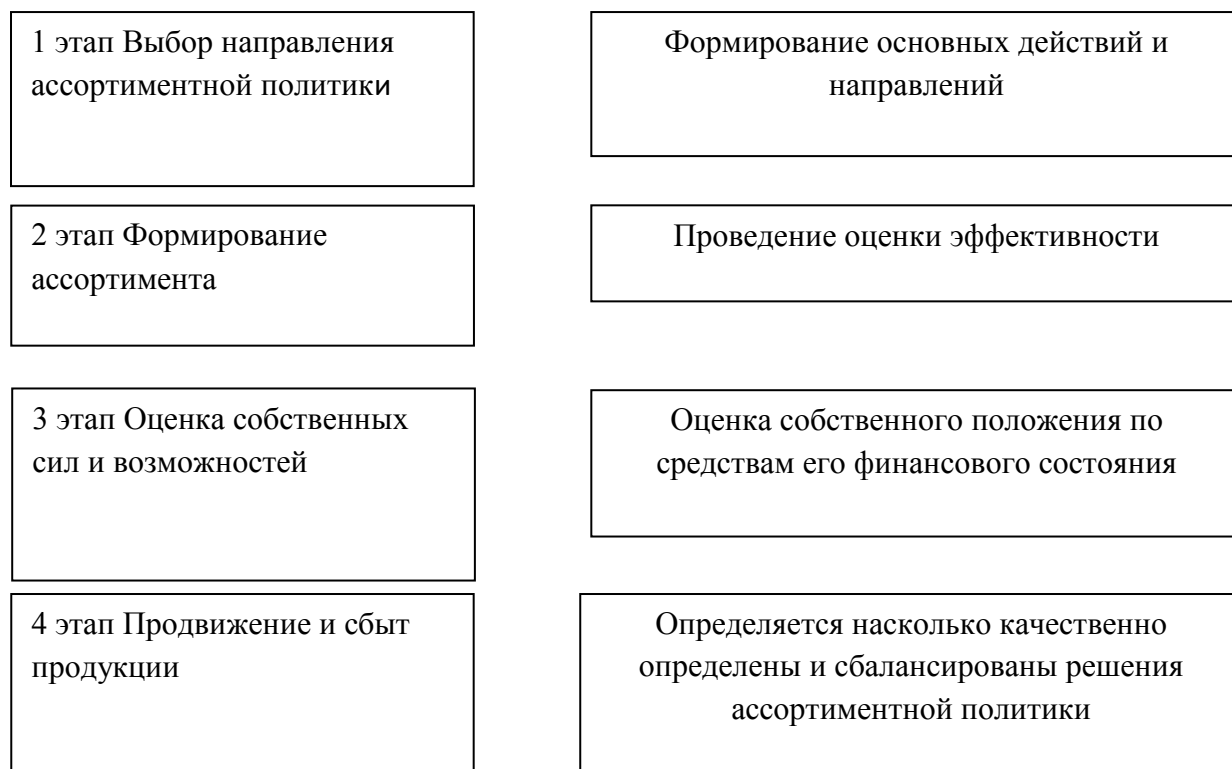 1 этап Выбор направления
ассортиментной политики
Формирование основных действий и
направлений
2 этап Формирование
ассортимента
Проведение оценки эффективности
3 этап Оценка собственных
сил и возможностей
Оценка собственного положения по
средствам его финансового состояния
4 этап Продвижение и сбыт
продукции
Определяется насколько качественно
определены и сбалансированы решения
ассортиментной политики